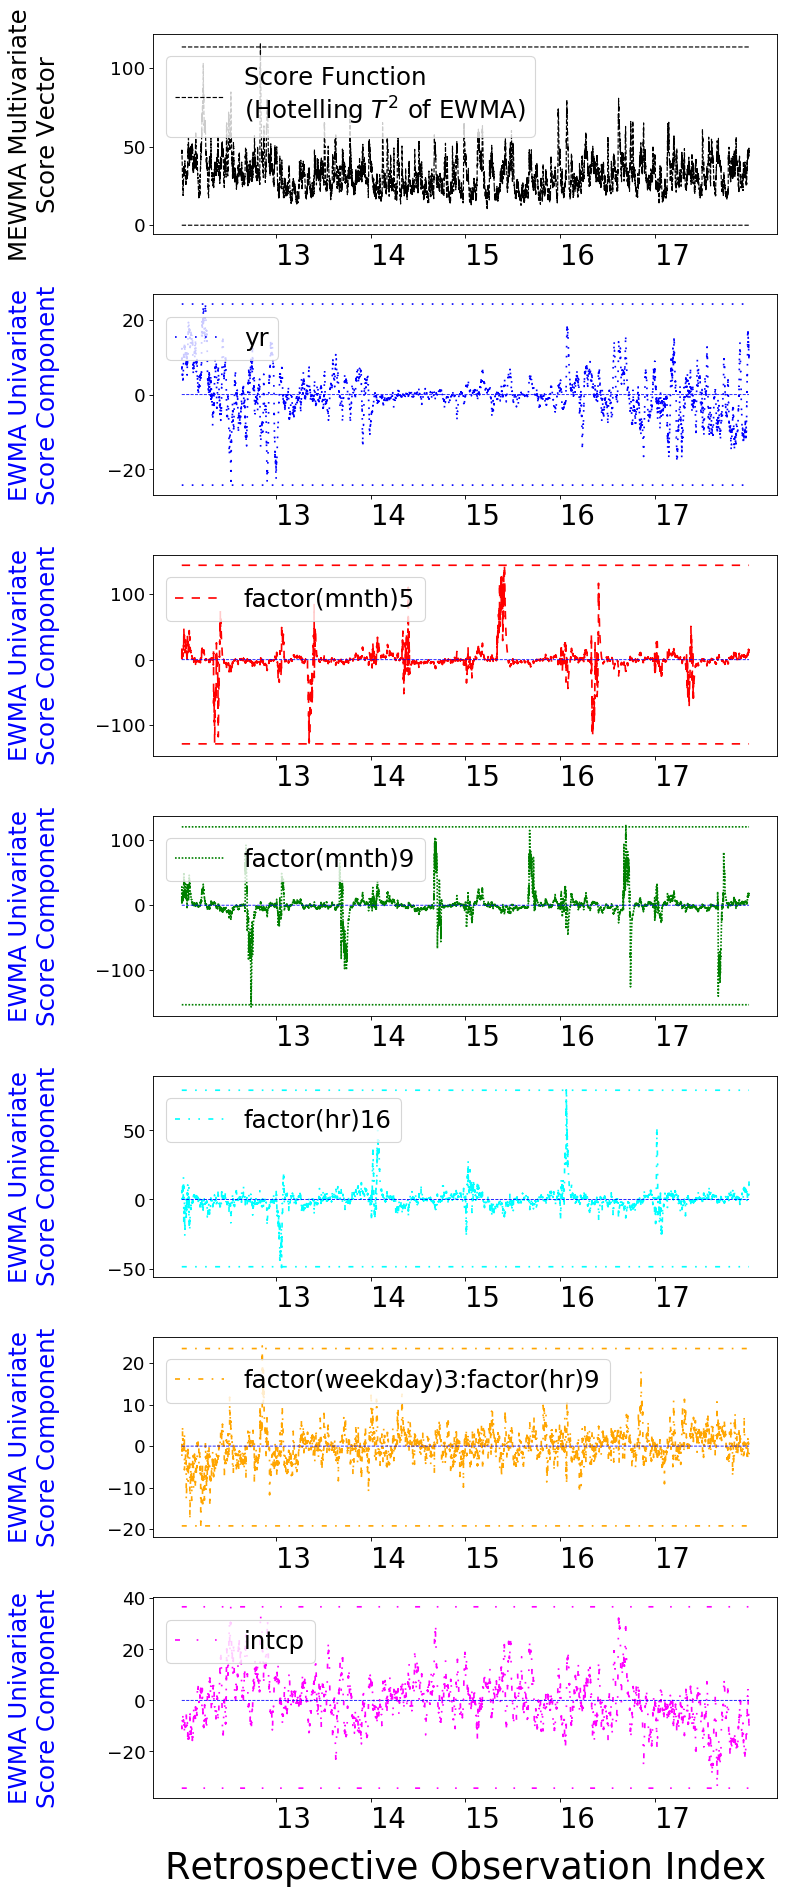 MEWMA Multivariate
Score Vector
100
50
0
Score Function
(Hotelling T² of EWMA)
13 14 15 16 17
EWMA Univariate
Score Component
20
0
−20
yr
13 14 15 16 17
EWMA Univariate
Score Component
100
0
−100
factor(mnth)5
13 14 15 16 17
EWMA Univariate
Score Component
100
0
−100
factor(mnth)9
13 14 15 16 17
EWMA Univariate
Score Component
50
0
−50
factor(hr)16
13 14 15 16 17
EWMA Univariate
Score Component
20
10
0
−10
−20
factor(weekday)3:factor(hr)9
13 14 15 16 17
EWMA Univariate
Score Component
40
20
0
−20
intcp
13 14 15 16 17
Retrospective Observation Index